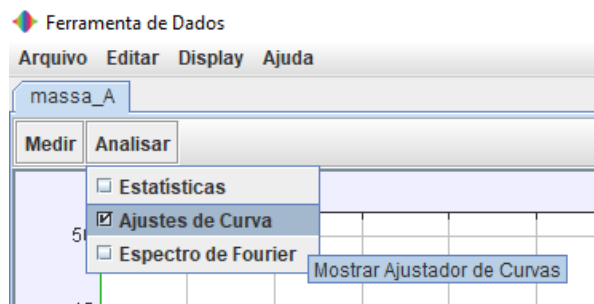 Ferramenta de Dados
Arquivo Editar Display Ajuda
massa_A
Medir Analisar
Estatísticas
Ajustes de Curva
Espectro de Fourier
Mostrar Ajustador de Curvas